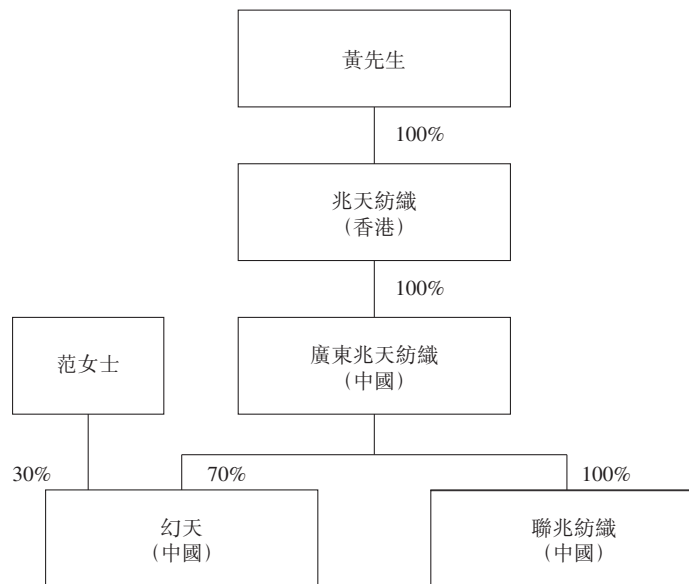 黃先生
100%
兆天紡織
（香港）
100%
范女士
廣東兆天紡織
（中國）
30%
70%
100%
幻天
（中國）
聯兆紡織
（中國）